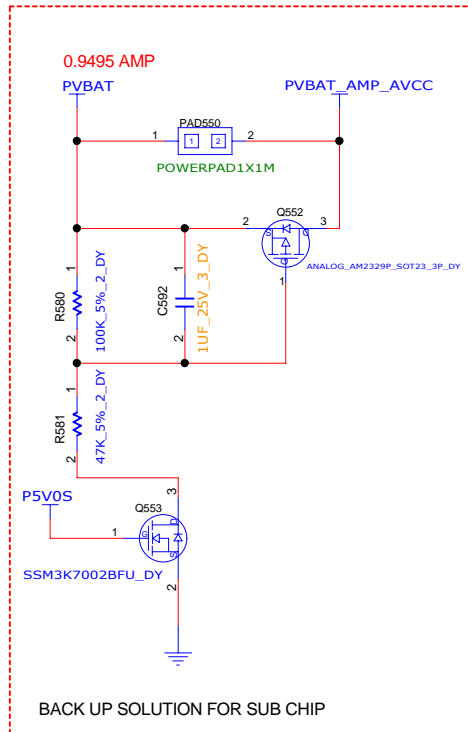 0.9495 AMP
PVBAT
PVBAT_AMP_AVCC
PAD550
1
1
2
2
POWERPAD1X1M
Q552
2
3
S
D
G
1
ANALOG_AM2329P_SOT23_3P_DY
1
R580
100K_5%_2_DY
2
1
C592
1UF_25V_3_DY
2
1
R581
47K_5%_2_DY
2
P5V0S
Q553
3
1
G
D
S
SSM3K7002BFU_DY
2
BACK UP SOLUTION FOR SUB CHIP